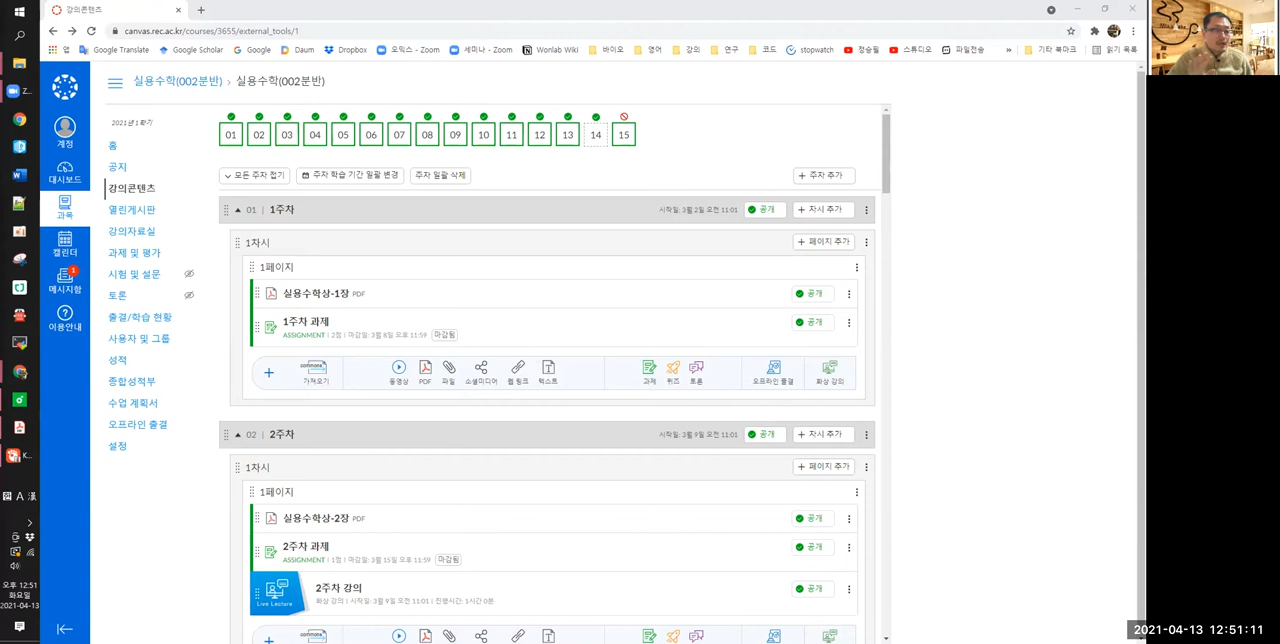 강의콘텐츠
canvas.rec.ac.kr/courses/3655/external_tools/1
앱 Google Translate Google Scholar Google Daum Dropbox 오믹스 - Zoom 세미나 - Zoom Wonlab Wiki 바이오 영어 강의 연구 코드 stopwatch 정승필 스튜디오 파일전송 » 기타 북마크 읽기 목록
실용수학(002분반) › 실용수학(002분반)
계정
대시보드
과목
캘린더
1
메시지함
이용안내
2021년 1학기
홈
공지
강의콘텐츠
열린게시판
강의자료실
과제 및 평가
시험 및 설문
토론
출결/학습 현황
사용자 및 그룹
성적
종합성적부
수업 계획서
오프라인 출결
설정
01 02 03 04 05 06 07 08 09 10 11 12 13 14 15
모든 주차 접기 주차 학습 기간 일괄 변경 주차 일괄 삭제 + 주차 추가
01 | 1주차 시작일: 3월 2일 오전 11:01 공개 + 차시 추가
1차시 + 페이지 추가
1페이지
실용수학상-1장 PDF 공개
1주차 과제 공개
ASSIGNMENT | 2점 | 마감일: 3월 8일 오후 11:59 마감됨
+ commons 가져오기 동영상 PDF 파일 소셜미디어 웹 링크 텍스트 과제 퀴즈 토론 오프라인 출결 화상 강의
02 | 2주차 시작일: 3월 9일 오전 11:01 공개 + 차시 추가
1차시 + 페이지 추가
1페이지
실용수학상-2장 PDF 공개
2주차 과제 공개
ASSIGNMENT | 1점 | 마감일: 3월 15일 오후 11:59 마감됨
Live Lecture
2주차 강의 공개
화상 강의 | 시작일: 3월 9일 오전 11:01 | 진행시간: 1시간 0분
+ commons PDF
Z...
K...
A 漢
오후 12:51
화요일
2021-04-13
2021-04-13 12:51:11